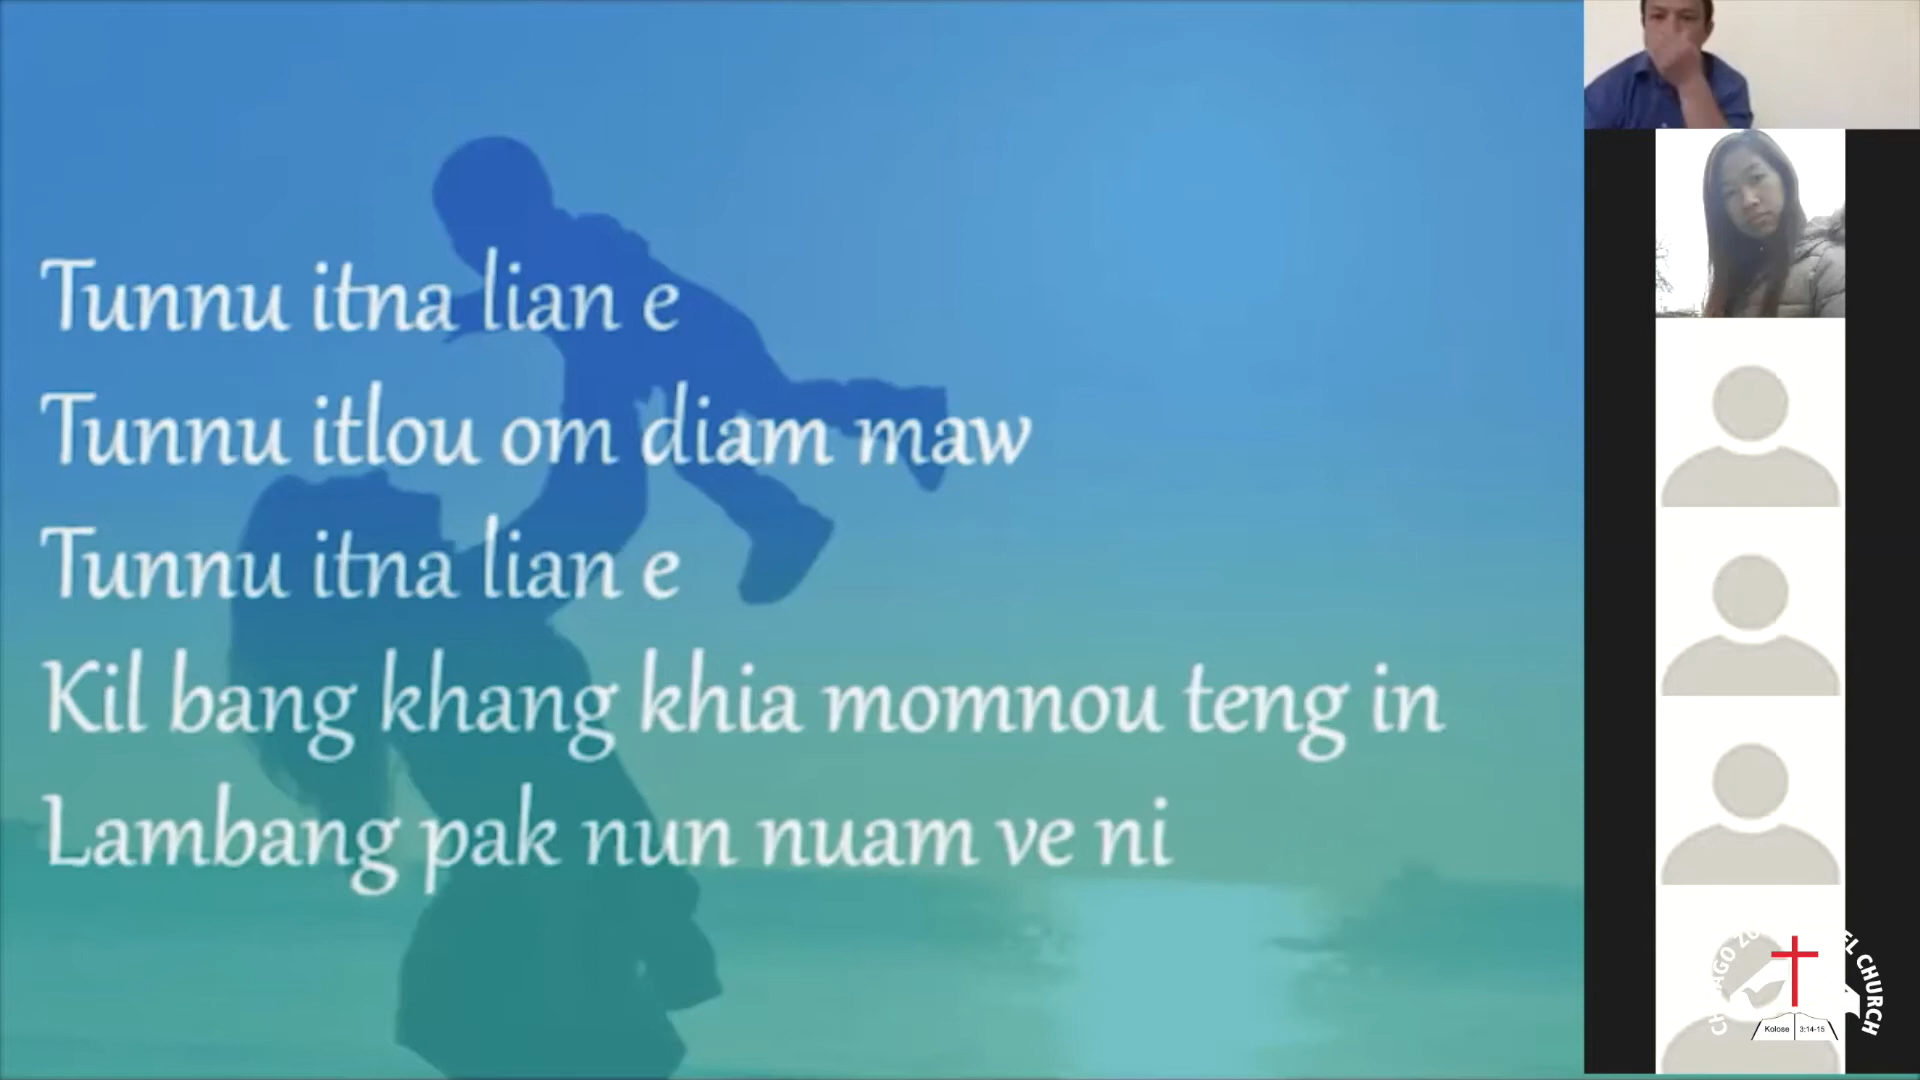 Tunnu itna lian e
Tunnu itlou om diam maw
Tunnu itna lian e
Kil bang khang khia momnou teng in
Lambang pak nun nuam ve ni
CHURCH
Kolose 3:14-15